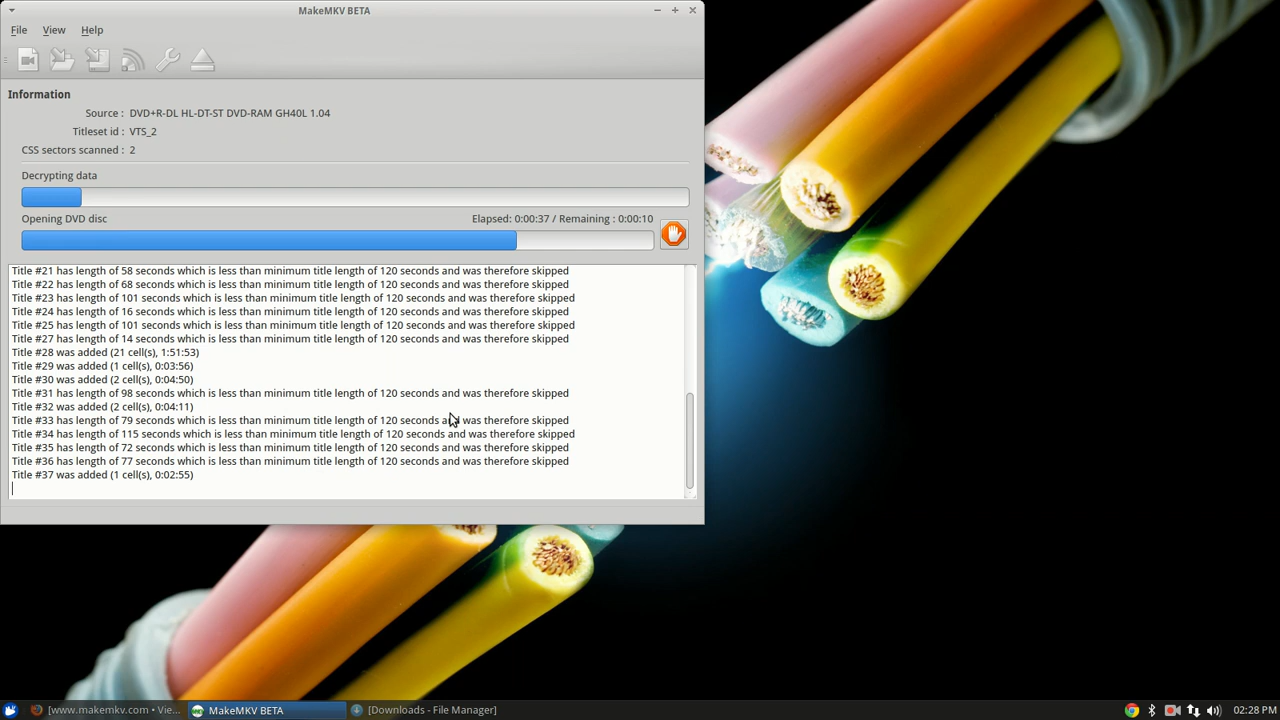 MakeMKV BETA
File View Help
Information
Source : DVD+R-DL HL-DT-ST DVD-RAM GH40L 1.04
Titleset id : VTS_2
CSS sectors scanned : 2
Decrypting data
Opening DVD disc Elapsed: 0:00:37 / Remaining : 0:00:10
Title #21 has length of 58 seconds which is less than minimum title length of 120 seconds and was therefore skipped
Title #22 has length of 68 seconds which is less than minimum title length of 120 seconds and was therefore skipped
Title #23 has length of 101 seconds which is less than minimum title length of 120 seconds and was therefore skipped
Title #24 has length of 16 seconds which is less than minimum title length of 120 seconds and was therefore skipped
Title #25 has length of 101 seconds which is less than minimum title length of 120 seconds and was therefore skipped
Title #27 has length of 14 seconds which is less than minimum title length of 120 seconds and was therefore skipped
Title #28 was added (21 cell(s), 1:51:53)
Title #29 was added (1 cell(s), 0:03:56)
Title #30 was added (2 cell(s), 0:04:50)
Title #31 has length of 98 seconds which is less than minimum title length of 120 seconds and was therefore skipped
Title #32 was added (2 cell(s), 0:04:11)
Title #33 has length of 79 seconds which is less than minimum title length of 120 seconds and was therefore skipped
Title #34 has length of 115 seconds which is less than minimum title length of 120 seconds and was therefore skipped
Title #35 has length of 72 seconds which is less than minimum title length of 120 seconds and was therefore skipped
Title #36 has length of 77 seconds which is less than minimum title length of 120 seconds and was therefore skipped
Title #37 was added (1 cell(s), 0:02:55)
[www.makemkv.com • Vie... MakeMKV BETA [Downloads - File Manager] 02:28 PM